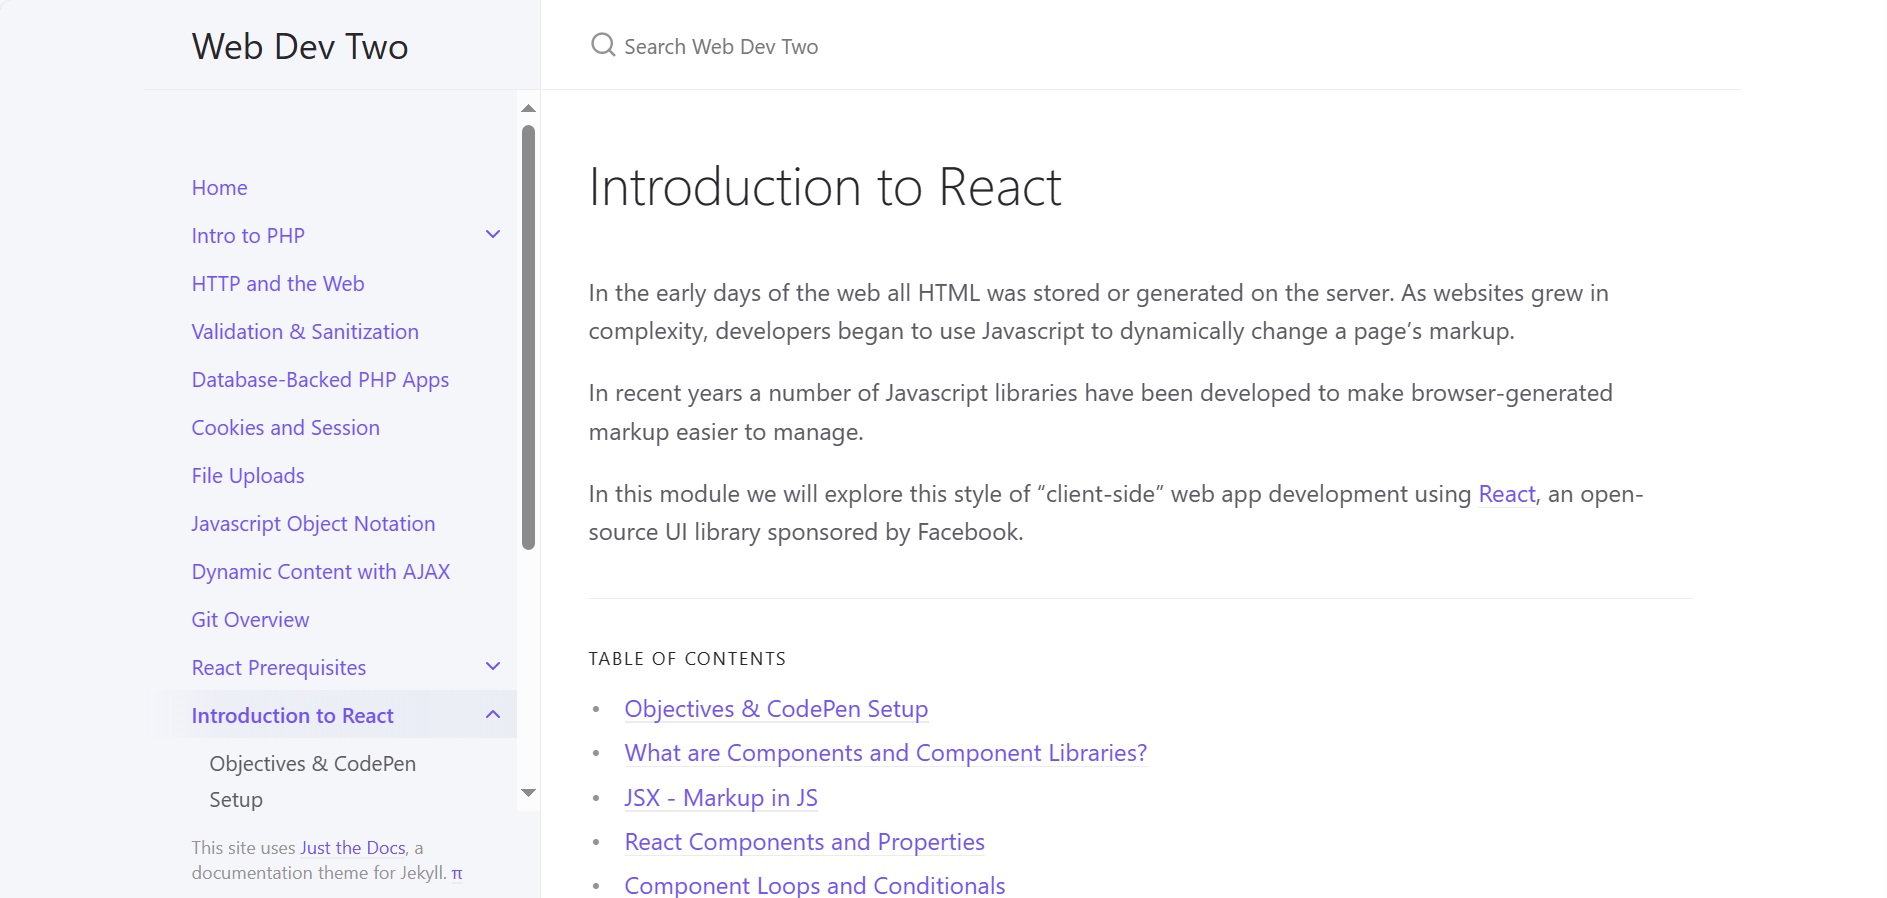 Web Dev Two
Search Web Dev Two
Home
Intro to PHP
HTTP and the Web
Validation & Sanitization
Database-Backed PHP Apps
Cookies and Session
File Uploads
Javascript Object Notation
Dynamic Content with AJAX
Git Overview
React Prerequisites
Introduction to React
Objectives & CodePen
Setup
This site uses Just the Docs, a
documentation theme for Jekyll. π
Introduction to React
In the early days of the web all HTML was stored or generated on the server. As websites grew in
complexity, developers began to use Javascript to dynamically change a page’s markup.
In recent years a number of Javascript libraries have been developed to make browser-generated
markup easier to manage.
In this module we will explore this style of “client-side” web app development using React, an open-
source UI library sponsored by Facebook.
TABLE OF CONTENTS
• Objectives & CodePen Setup
• What are Components and Component Libraries?
• JSX - Markup in JS
• React Components and Properties
• Component Loops and Conditionals